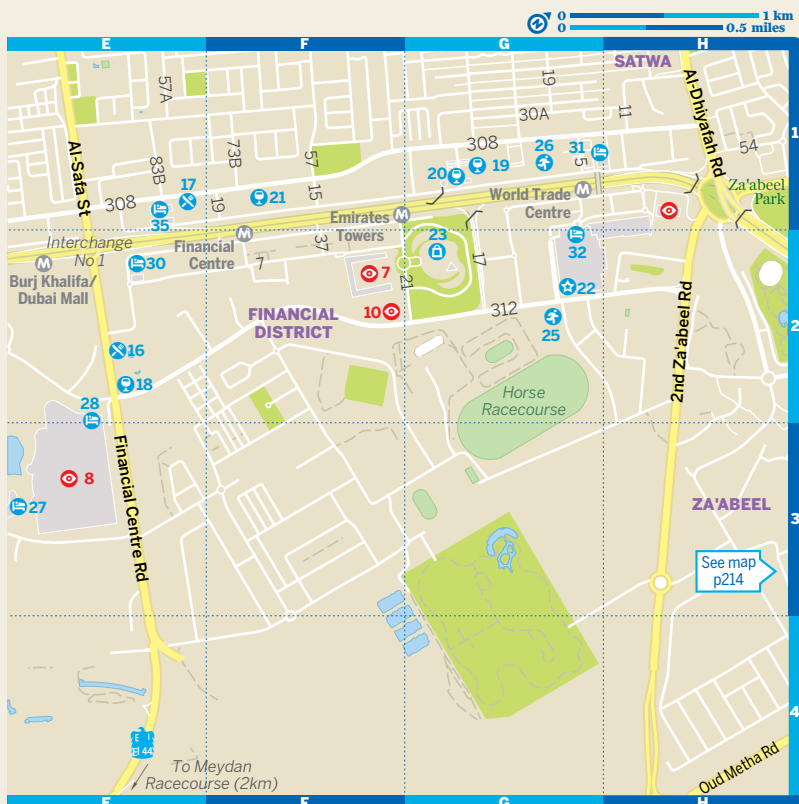 0 1 km
0 0.5 miles
E F G H
SATWA
Al-Dhiyafah Rd
57A
19
11
30A
1
Al-Safa St
83B
73B
57
308
26
31
54
20
19
5
17
15
21
World Trade
Centre
Za'abeel
Park
308
19
35
Emirates
Towers
M
M
Interchange
No 1
Financial
Centre
M
37
23
32
M
30
7
7
17
Burj Khalifa/
Dubai Mall
21
22
10
312
25
FINANCIAL
DISTRICT
2nd Za'abeel Rd
2
16
18
Horse
Racecourse
28
8
Financial Centre Rd
27
ZA'ABEEL
3
See map
p214
4
To Meydan
Racecourse (2km)
Oud Metha Rd
E F G H